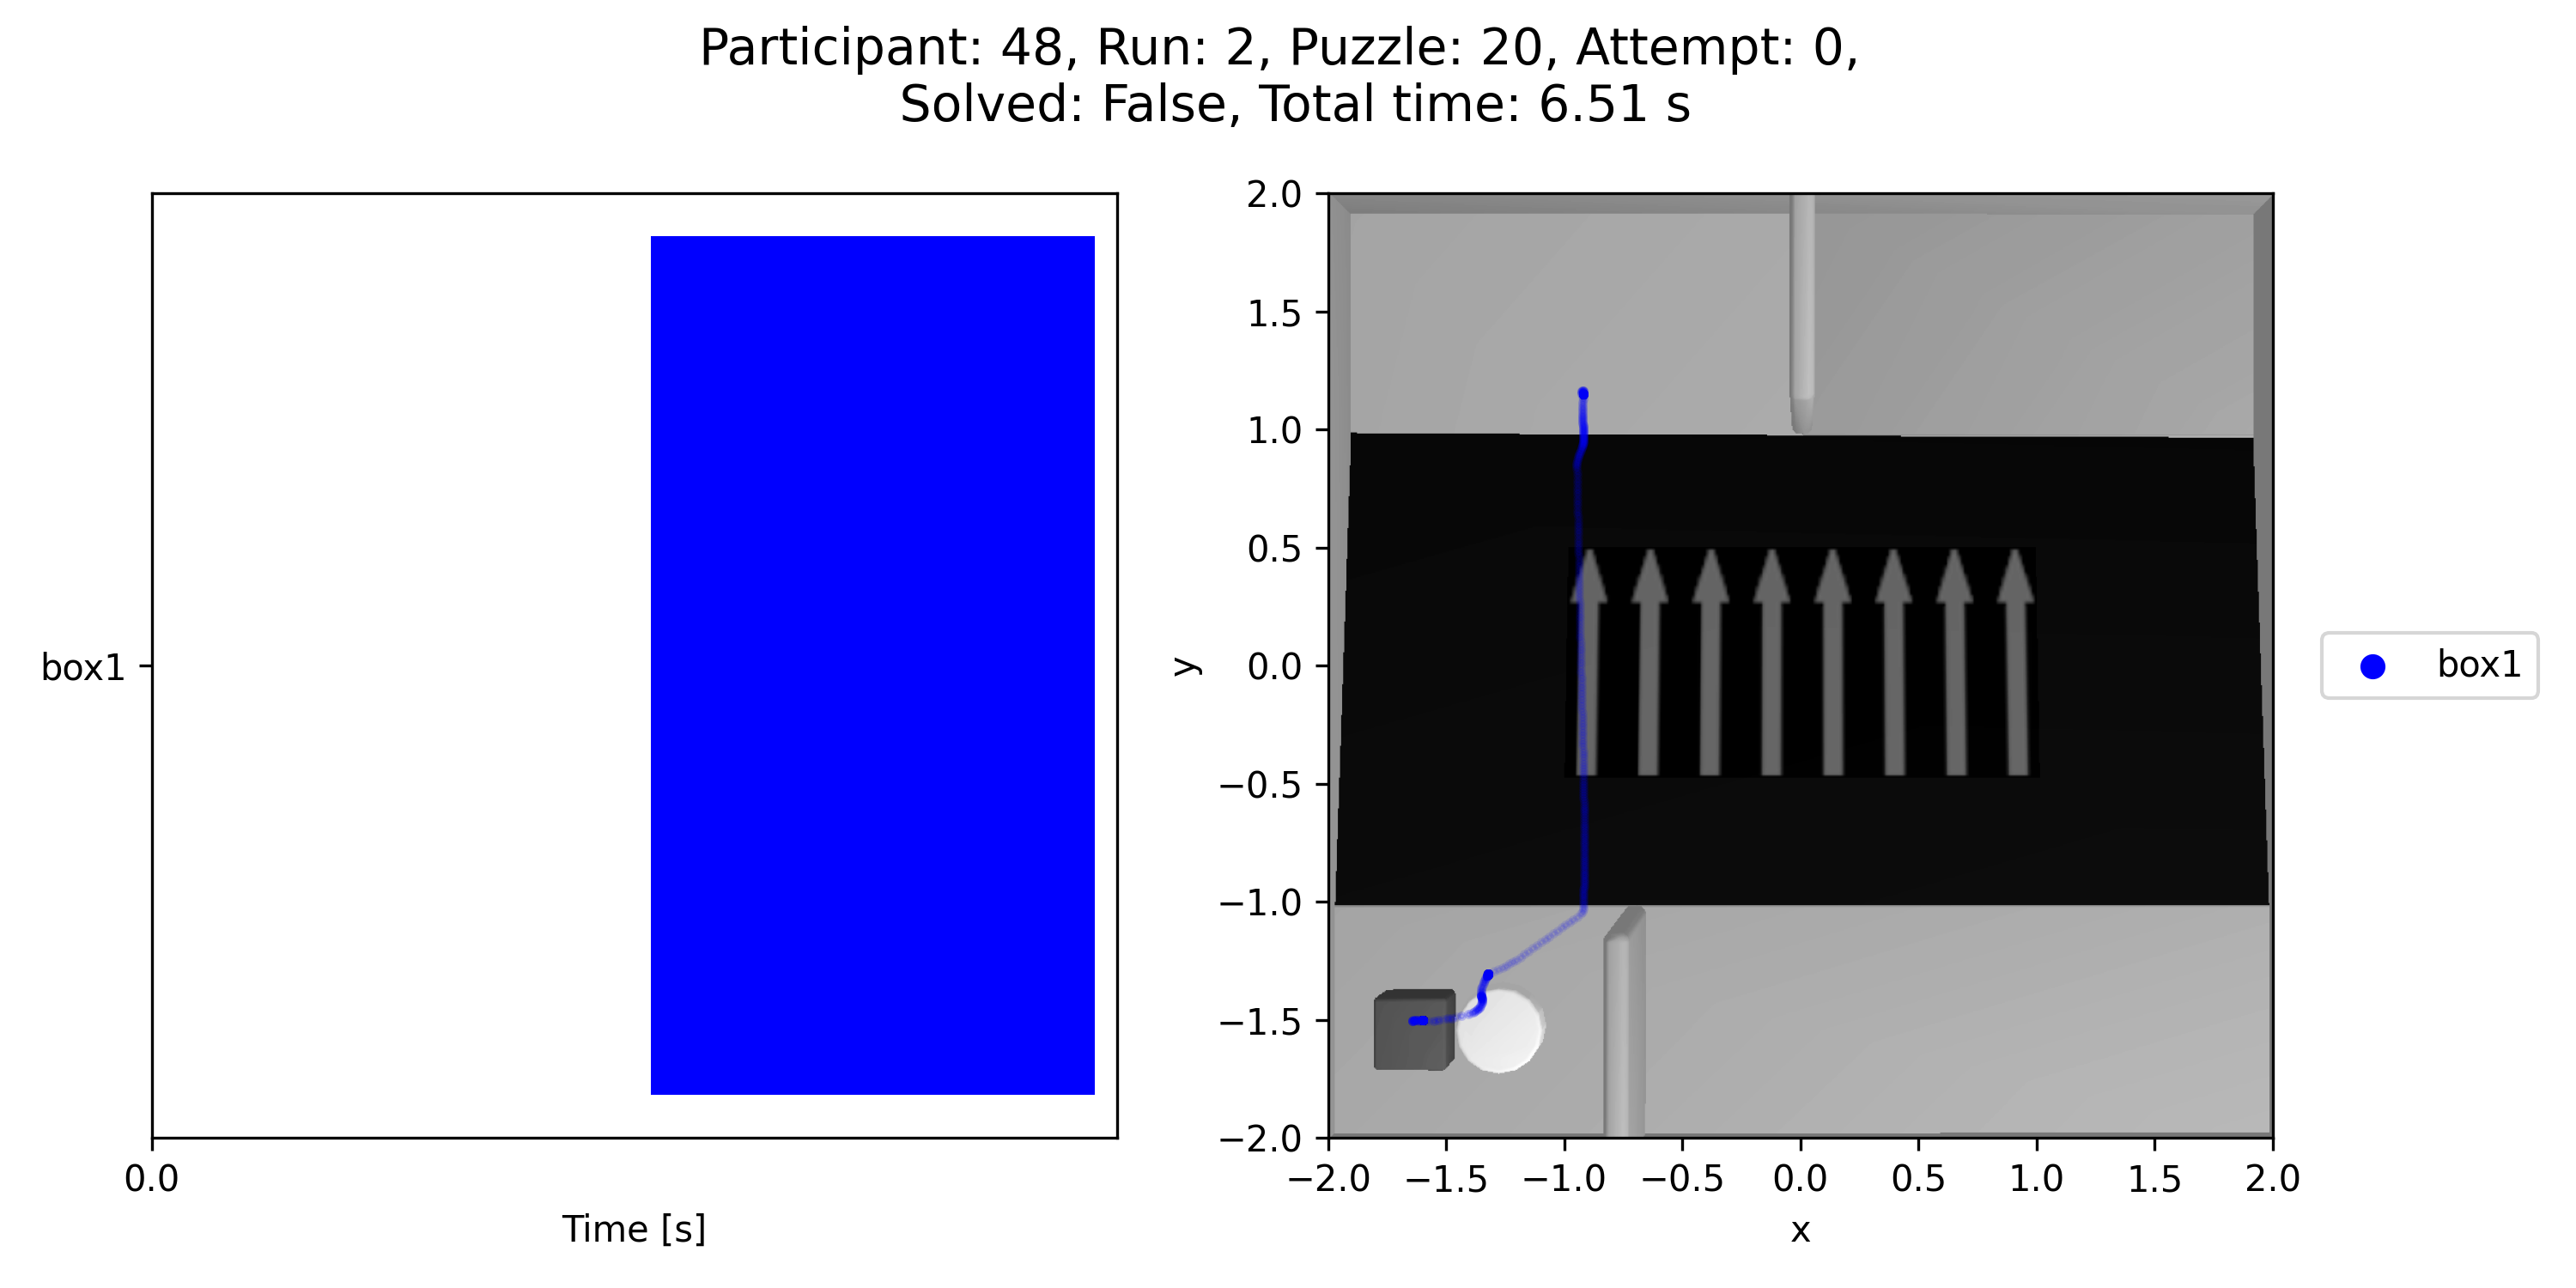 Participant: 48, Run: 2, Puzzle: 20, Attempt: 0,
Solved: False, Total time: 6.51 s
box1
0.0
Time [s]
2.0
1.5
1.0
0.5
0.0
−0.5
−1.0
−1.5
−2.0
y
−2.0 −1.5 −1.0 −0.5 0.0 0.5 1.0 1.5 2.0
x
box1